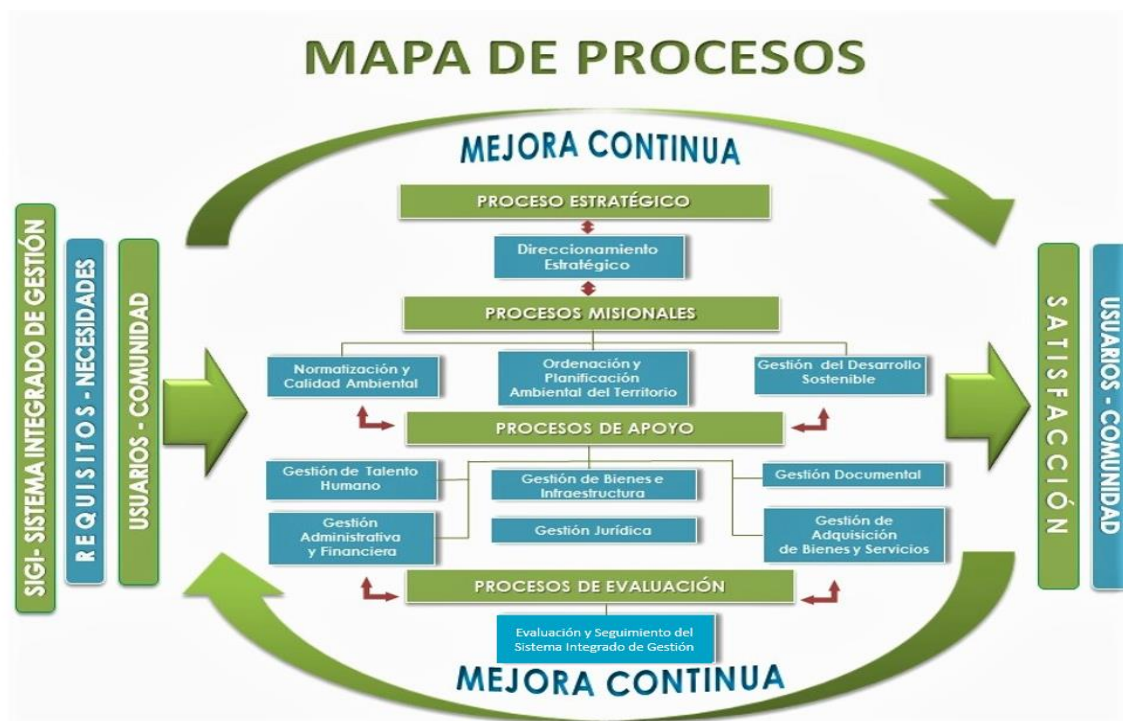 MAPA DE PROCESOS
MEJORA CONTINUA
SIGI- SISTEMA INTEGRADO DE GESTIÓN
REQUISITOS - NECESIDADES
USUARIOS - COMUNIDAD
PROCESO ESTRATÉGICO
Direccionamiento
Estratégico
PROCESOS MISIONALES
Normatización y
Calidad Ambiental
Ordenación y
Planificación
Ambiental del Territorio
Gestión del Desarrollo
Sostenible
PROCESOS DE APOYO
Gestión de Talento
Humano
Gestión de Bienes e
Infraestructura
Gestión Documental
Gestión
Administrativa
y Financiera
Gestión Jurídica
Gestión de
Adquisición
de Bienes y Servicios
PROCESOS DE EVALUACIÓN
Evaluación y Seguimiento del
Sistema Integrado de Gestión
MEJORA CONTINUA
SATISFACCIÓN
USUARIOS - COMUNIDAD